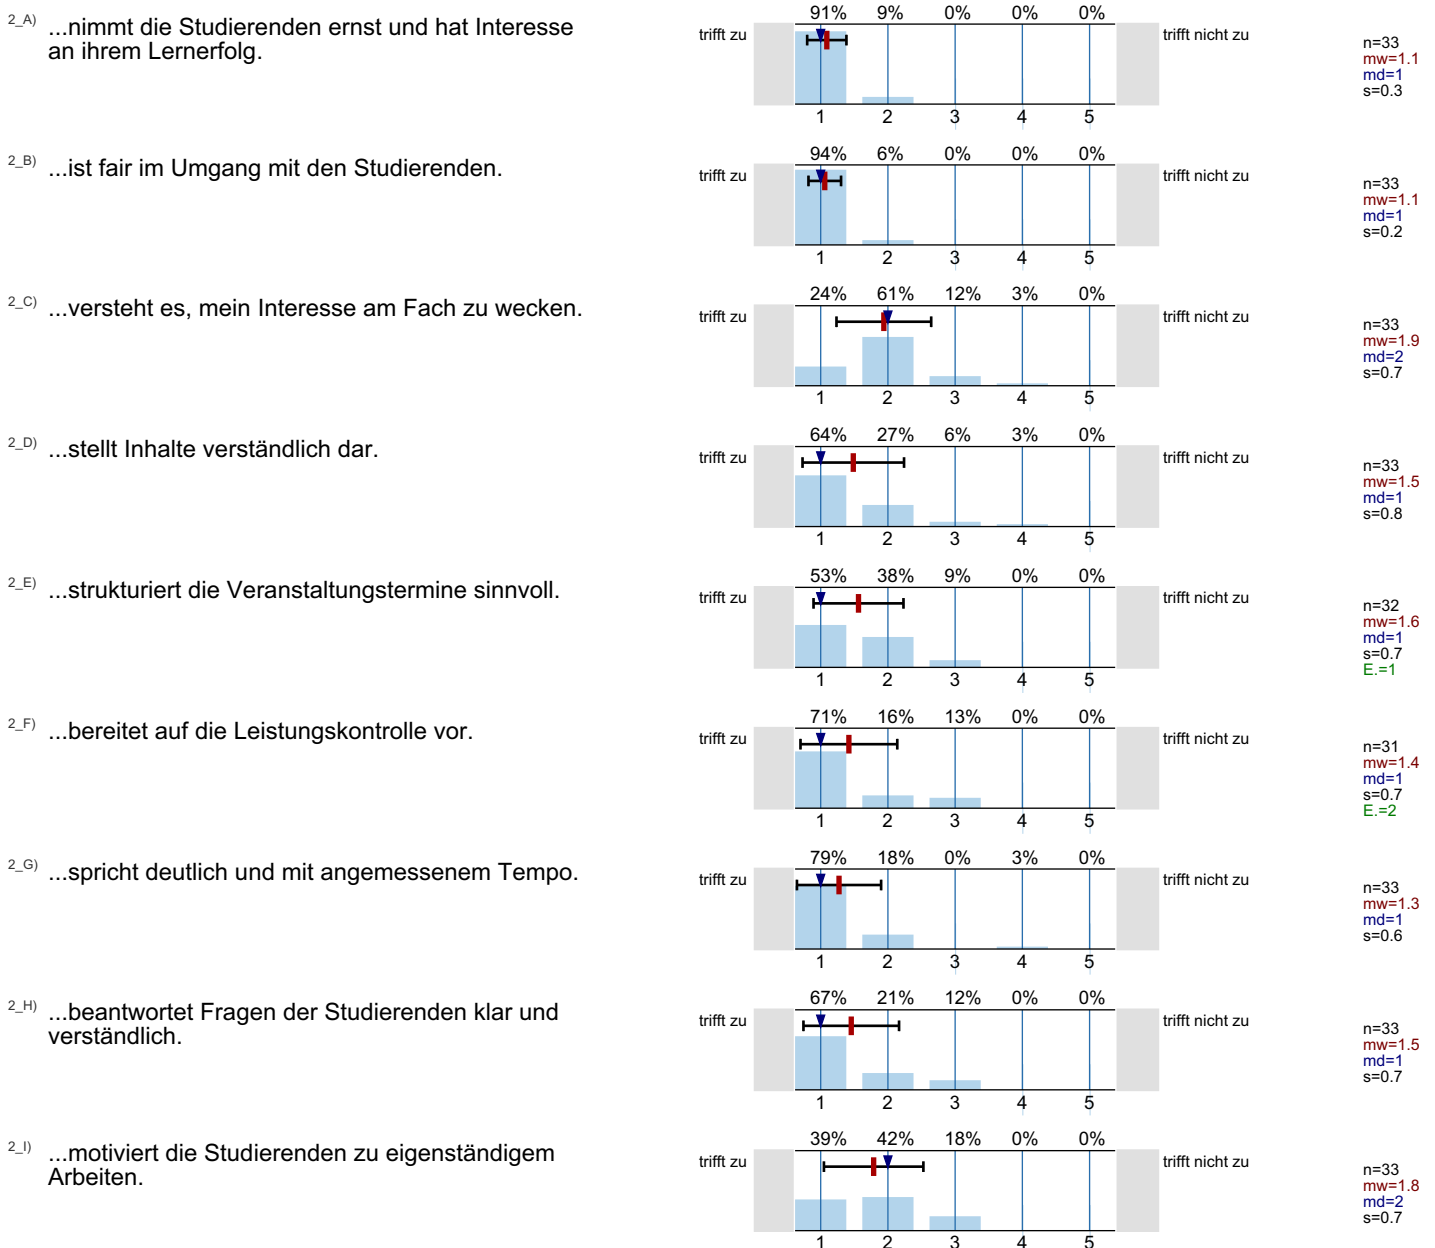 2_A) ...nimmt die Studierenden ernst und hat Interesse
an ihrem Lernerfolg.
91% 9% 0% 0% 0%
trifft zu trifft nicht zu
1 2 3 4 5
n=33
mw=1.1
md=1
s=0.3
2_B) ...ist fair im Umgang mit den Studierenden.
94% 6% 0% 0% 0%
trifft zu trifft nicht zu
1 2 3 4 5
n=33
mw=1.1
md=1
s=0.2
2_C) ...versteht es, mein Interesse am Fach zu wecken.
24% 61% 12% 3% 0%
trifft zu trifft nicht zu
1 2 3 4 5
n=33
mw=1.9
md=2
s=0.7
2_D) ...stellt Inhalte verständlich dar.
64% 27% 6% 3% 0%
trifft zu trifft nicht zu
1 2 3 4 5
n=33
mw=1.5
md=1
s=0.8
2_E) ...strukturiert die Veranstaltungstermine sinnvoll.
53% 38% 9% 0% 0%
trifft zu trifft nicht zu
1 2 3 4 5
n=32
mw=1.6
md=1
s=0.7
E.=1
2_F) ...bereitet auf die Leistungskontrolle vor.
71% 16% 13% 0% 0%
trifft zu trifft nicht zu
1 2 3 4 5
n=31
mw=1.4
md=1
s=0.7
E.=2
2_G) ...spricht deutlich und mit angemessenem Tempo.
79% 18% 0% 3% 0%
trifft zu trifft nicht zu
1 2 3 4 5
n=33
mw=1.3
md=1
s=0.6
2_H) ...beantwortet Fragen der Studierenden klar und
verständlich.
67% 21% 12% 0% 0%
trifft zu trifft nicht zu
1 2 3 4 5
n=33
mw=1.5
md=1
s=0.7
2_I) ...motiviert die Studierenden zu eigenständigem
Arbeiten.
39% 42% 18% 0% 0%
trifft zu trifft nicht zu
1 2 3 4 5
n=33
mw=1.8
md=2
s=0.7